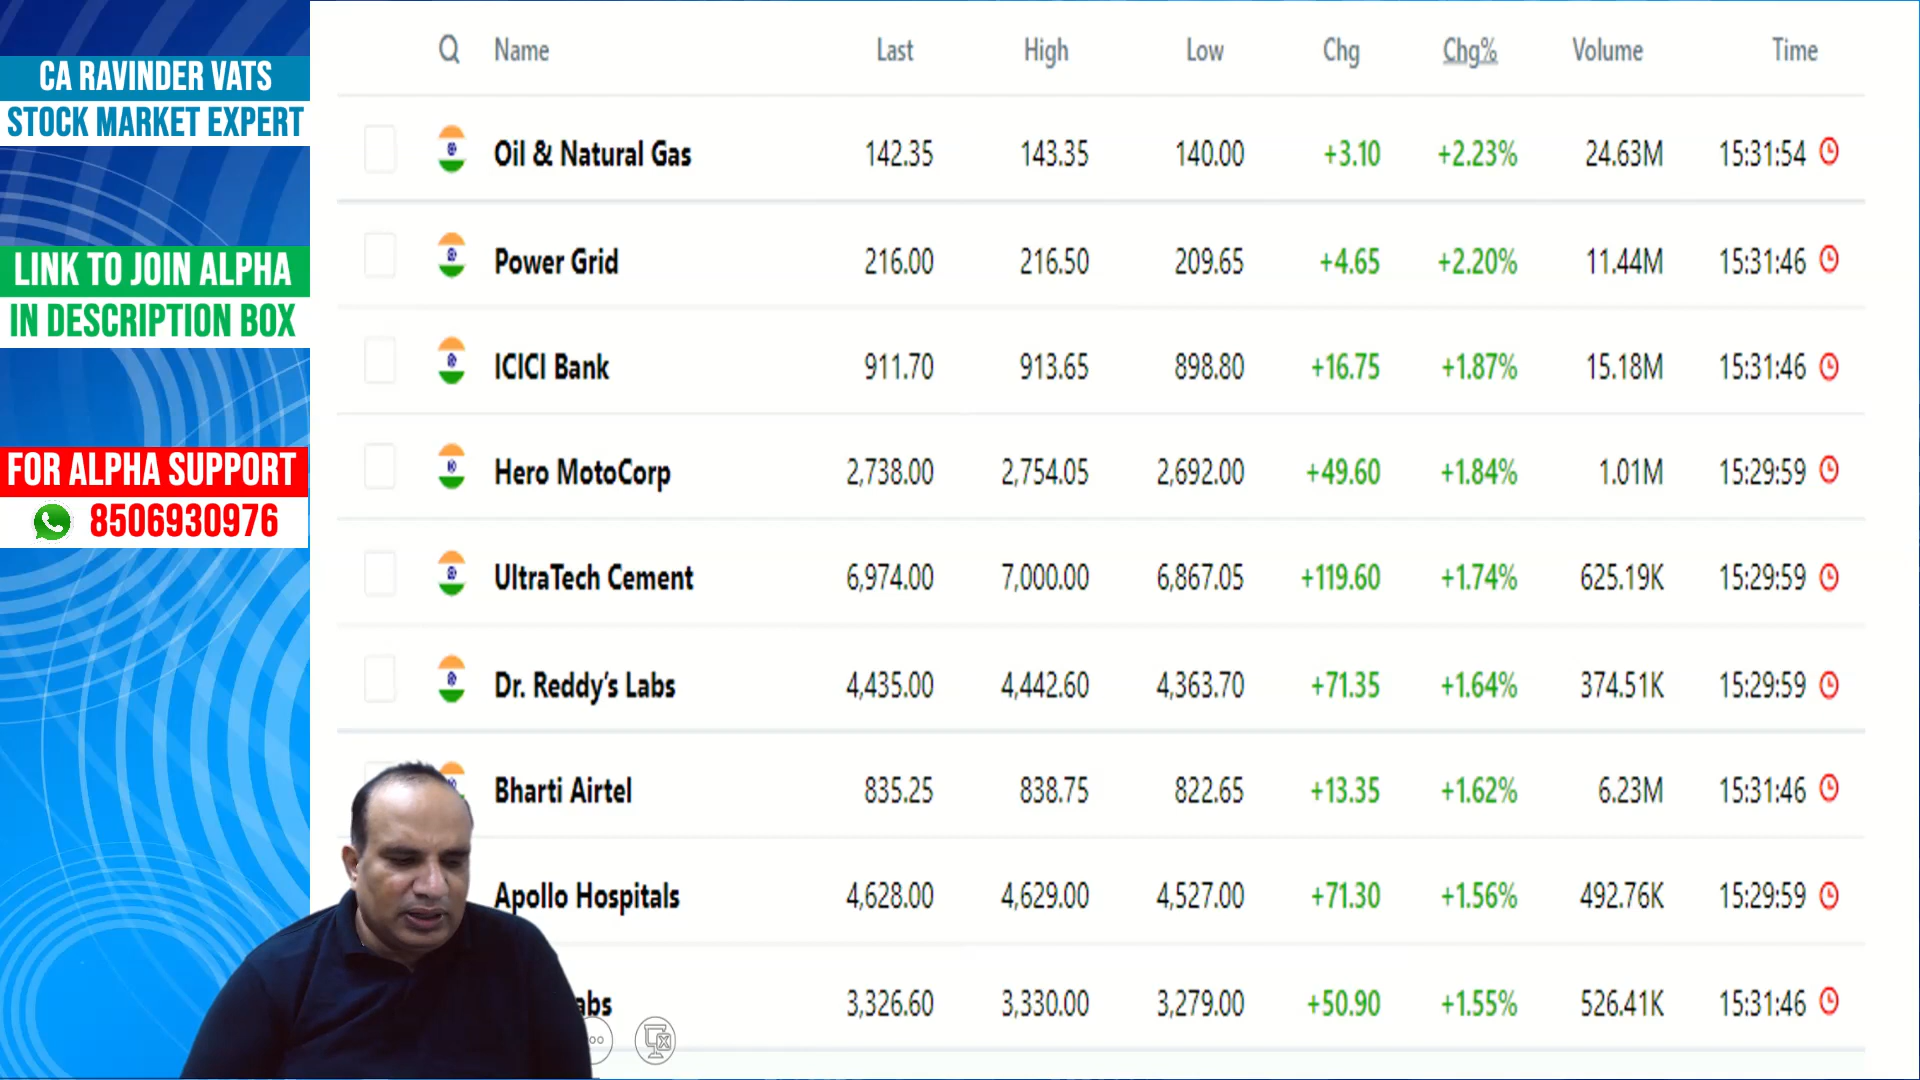 CA RAVINDER VATS
STOCK MARKET EXPERT
LINK TO JOIN ALPHA
IN DESCRIPTION BOX
FOR ALPHA SUPPORT
8506930976
Name Last High Low Chg Chg% Volume Time
Oil & Natural Gas 142.35 143.35 140.00 +3.10 +2.23% 24.63M 15:31:54
Power Grid 216.00 216.50 209.65 +4.65 +2.20% 11.44M 15:31:46
ICICI Bank 911.70 913.65 898.80 +16.75 +1.87% 15.18M 15:31:46
Hero MotoCorp 2,738.00 2,754.05 2,692.00 +49.60 +1.84% 1.01M 15:29:59
UltraTech Cement 6,974.00 7,000.00 6,867.05 +119.60 +1.74% 625.19K 15:29:59
Dr. Reddy's Labs 4,435.00 4,442.60 4,363.70 +71.35 +1.64% 374.51K 15:29:59
Bharti Airtel 835.25 838.75 822.65 +13.35 +1.62% 6.23M 15:31:46
Apollo Hospitals 4,628.00 4,629.00 4,527.00 +71.30 +1.56% 492.76K 15:29:59
3,326.60 3,330.00 3,279.00 +50.90 +1.55% 526.41K 15:31:46